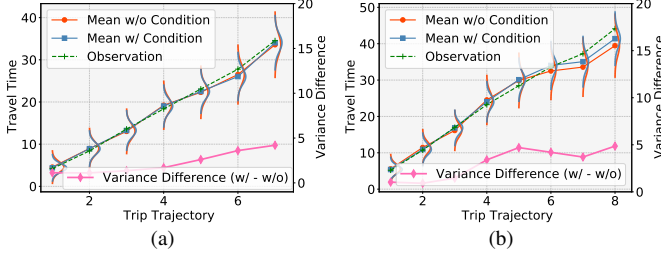 40
30
20
10
0
Travel Time
Mean w/o Condition
Mean w/ Condition
Observation
Variance Difference (w/ - w/o)
20
15
10
5
0
Variance Difference
2
4
6
Trip Trajectory
(a)
50
40
30
20
10
0
Travel Time
Mean w/o Condition
Mean w/ Condition
Observation
Variance Difference (w/ - w/o)
20
15
10
5
0
Variance Difference
2
4
6
8
Trip Trajectory
(b)